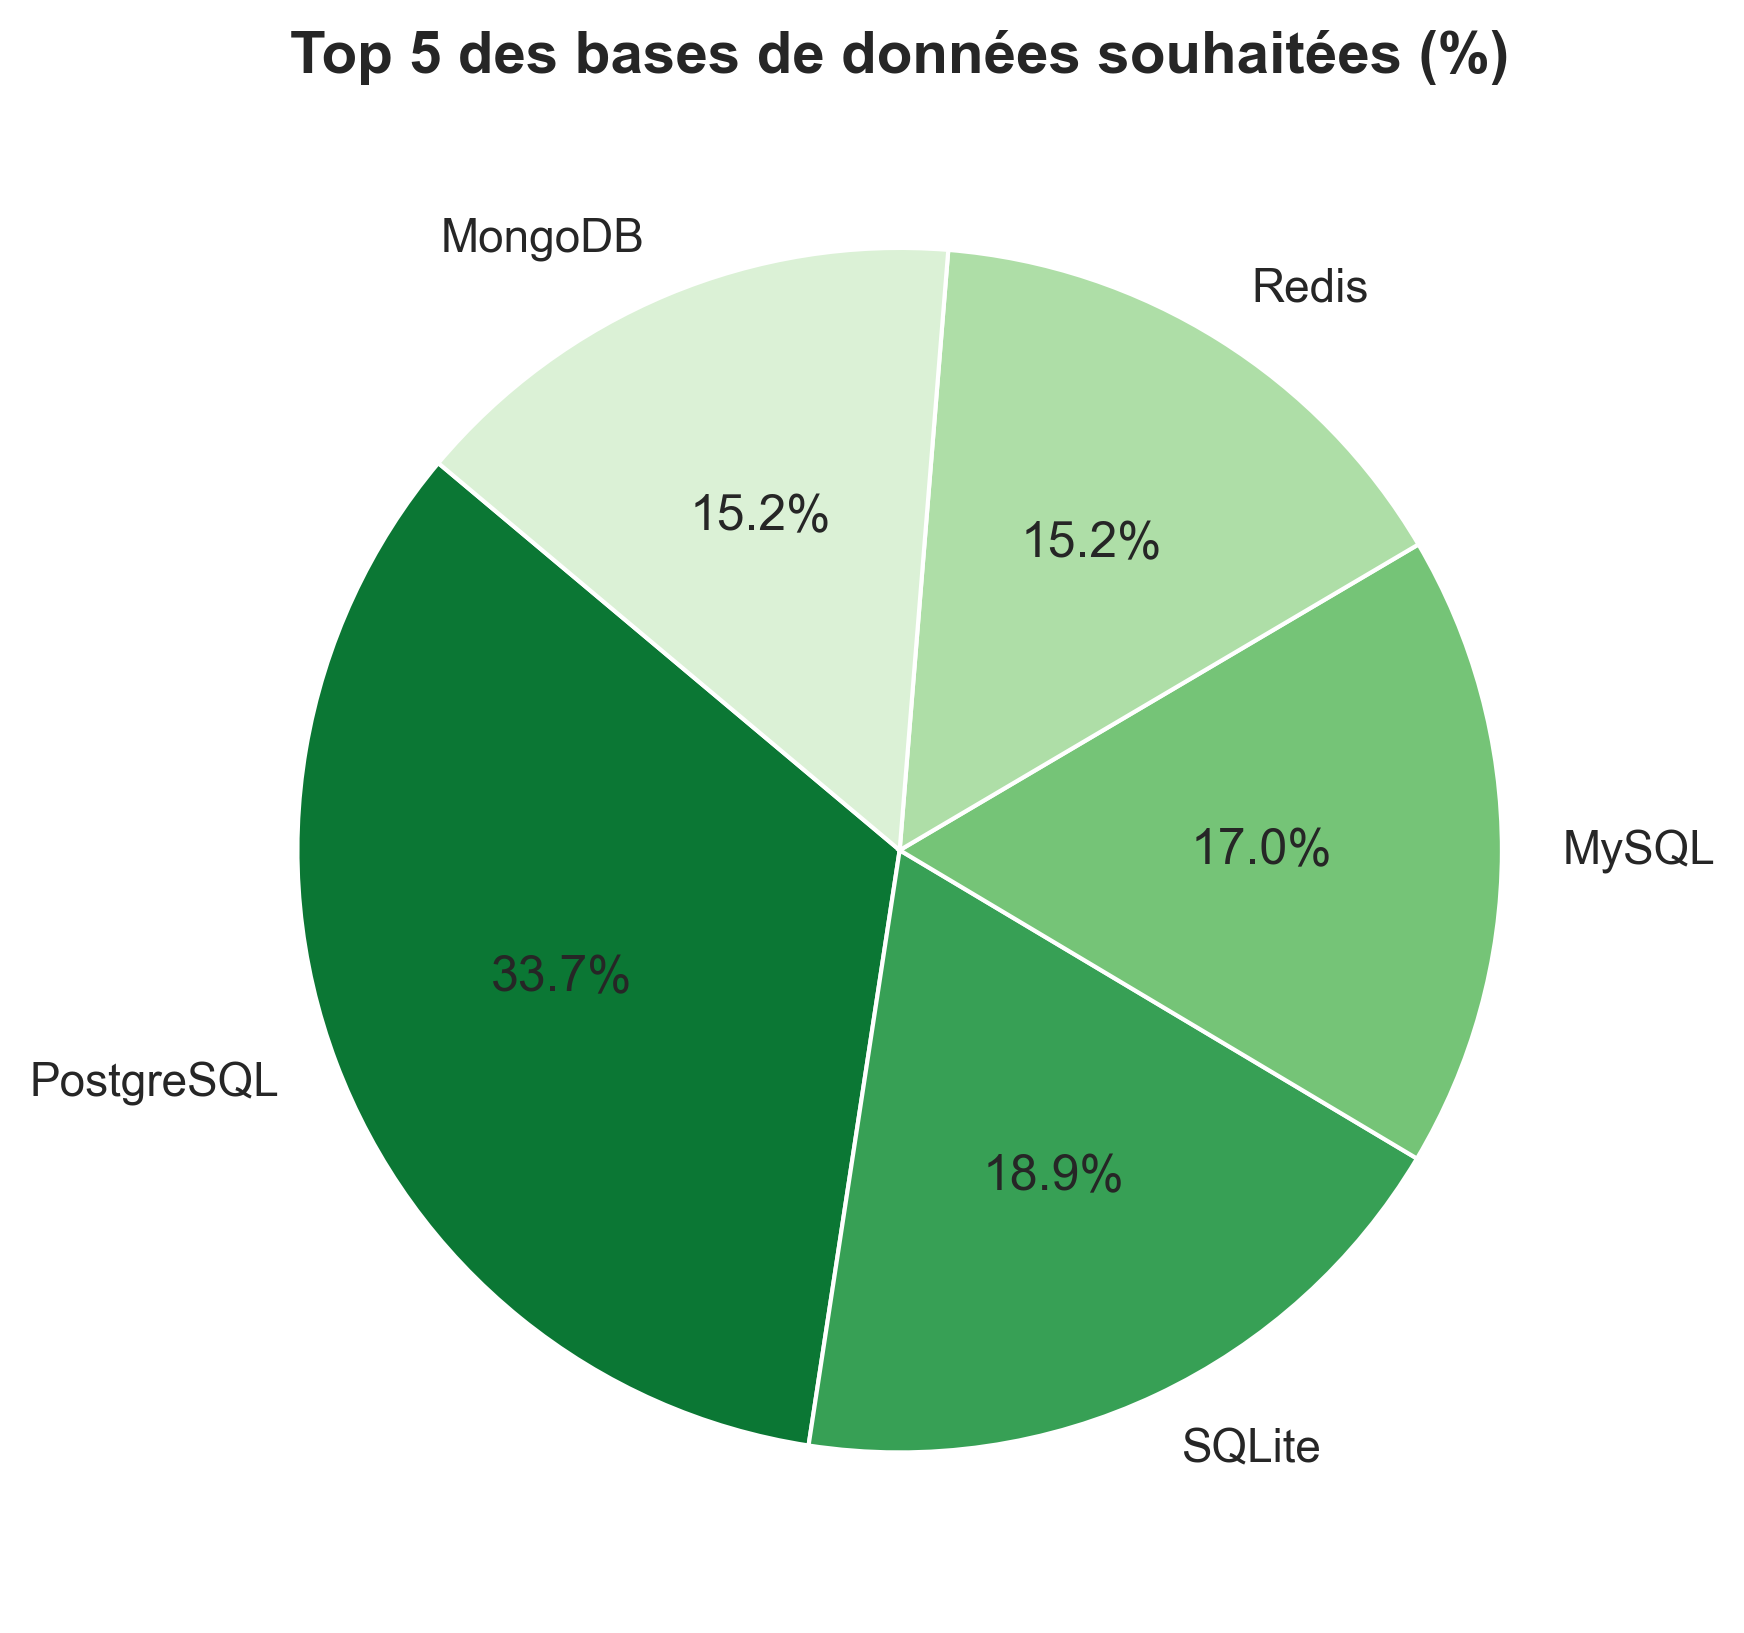 Top 5 des bases de données souhaitées (%)
MongoDB
Redis
15.2%
15.2%
17.0%
MySQL
33.7%
PostgreSQL
18.9%
SQLite